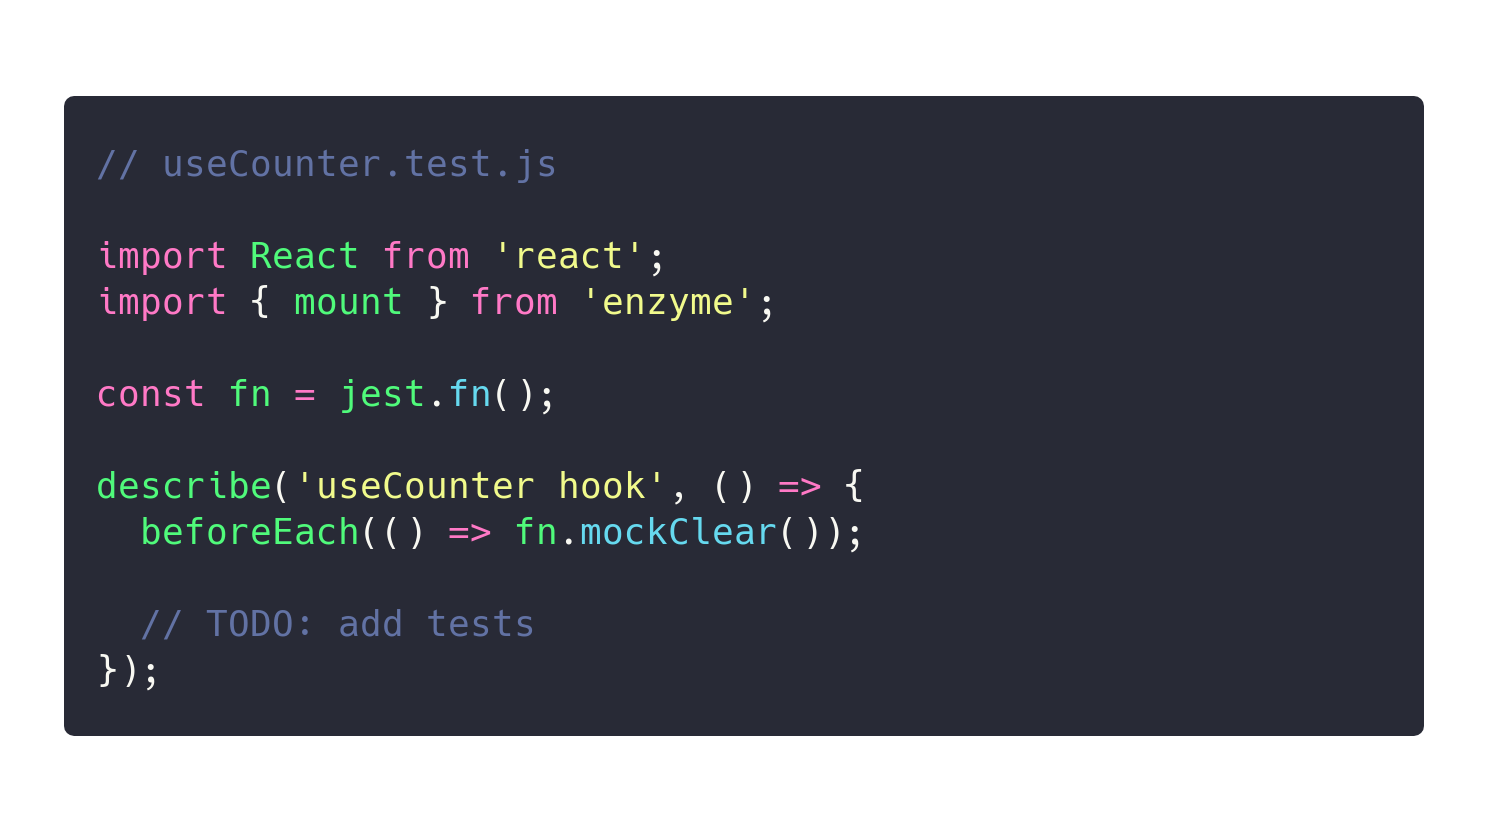 // useCounter.test.js
import React from 'react';
import { mount } from 'enzyme';
const fn = jest.fn();
describe('useCounter hook', () => {
  beforeEach(() => fn.mockClear());
  // TODO: add tests
});